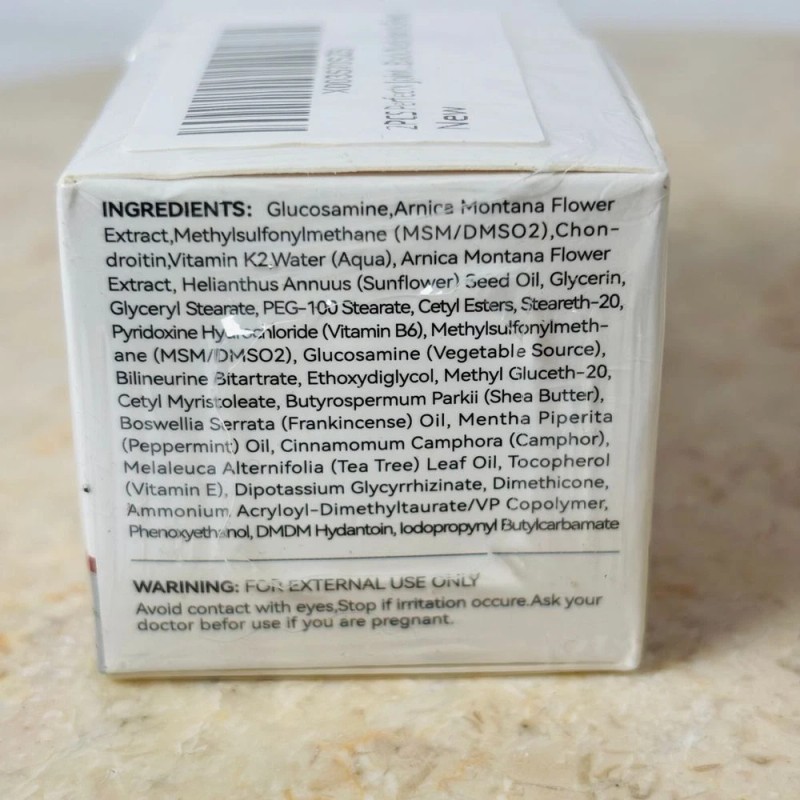 New
INGREDIENTS: Glucosamine,Arnica Montana Flower
Extract,Methylsulfonylmethane (MSM/DMSO2),Chon-
droitin,Vitamin K2,Water (Aqua), Arnica Montana Flower
Extract, Helianthus Annuus (Sunflower) Seed Oil, Glycerin,
Glyceryl Stearate, PEG-100 Stearate, Cetyl Esters, Steareth-20,
Pyridoxine Hydrochloride (Vitamin B6), Methylsulfonylmeth-
ane (MSM/DMSO2), Glucosamine (Vegetable Source),
Bilineurine Bitartrate, Ethoxydiglycol, Methyl Gluceth-20,
Cetyl Myristoleate, Butyrospermum Parkii (Shea Butter),
Boswellia Serrata (Frankincense) Oil, Mentha Piperita
(Peppermint) Oil, Cinnamomum Camphora (Camphor),
Melaleuca Alternifolia (Tea Tree) Leaf Oil, Tocopherol
(Vitamin E), Dipotassium Glycyrrhizinate, Dimethicone,
Ammonium, Acryloyl-Dimethyltaurate/VP Copolymer,
Phenoxyethanol, DMDM Hydantoin, Iodopropynyl Butylcarbamate
WARINING: FOR EXTERNAL USE ONLY
Avoid contact with eyes,Stop if irritation occure.Ask your
doctor befor use if you are pregnant.